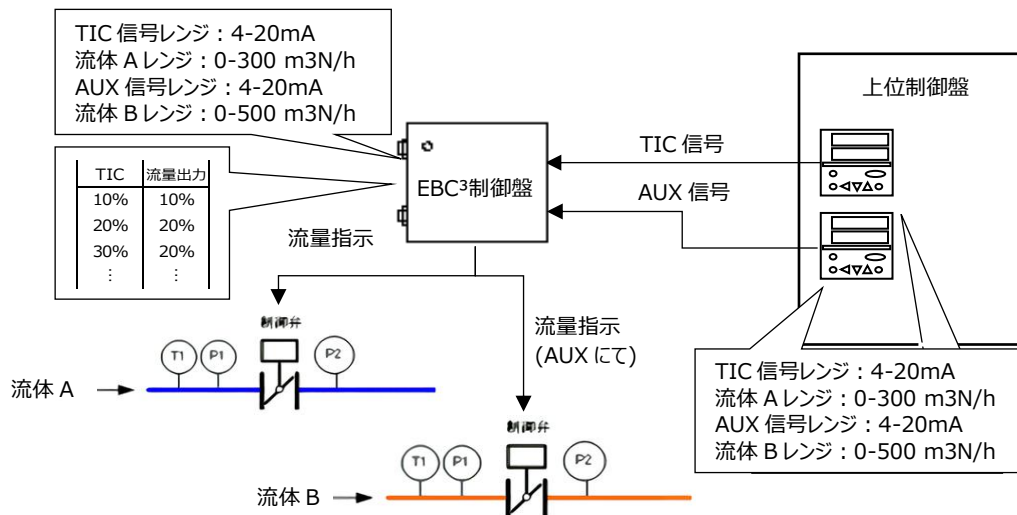 TIC 信号レンジ：4-20mA
流体 A レンジ：0-300 m3N/h
AUX 信号レンジ：4-20mA
流体 B レンジ：0-500 m3N/h
上位制御盤
TIC 信号
AUX 信号
EBC³制御盤
TIC 流量出力
10% 10%
20% 20%
30% 20%
⋮ ⋮
流量指示
流量指示
(AUX にて)
制御弁
T1 P1 P2
流体 A
TIC 信号レンジ：4-20mA
流体 A レンジ：0-300 m3N/h
AUX 信号レンジ：4-20mA
流体 B レンジ：0-500 m3N/h
制御弁
T1 P1 P2
流体 B